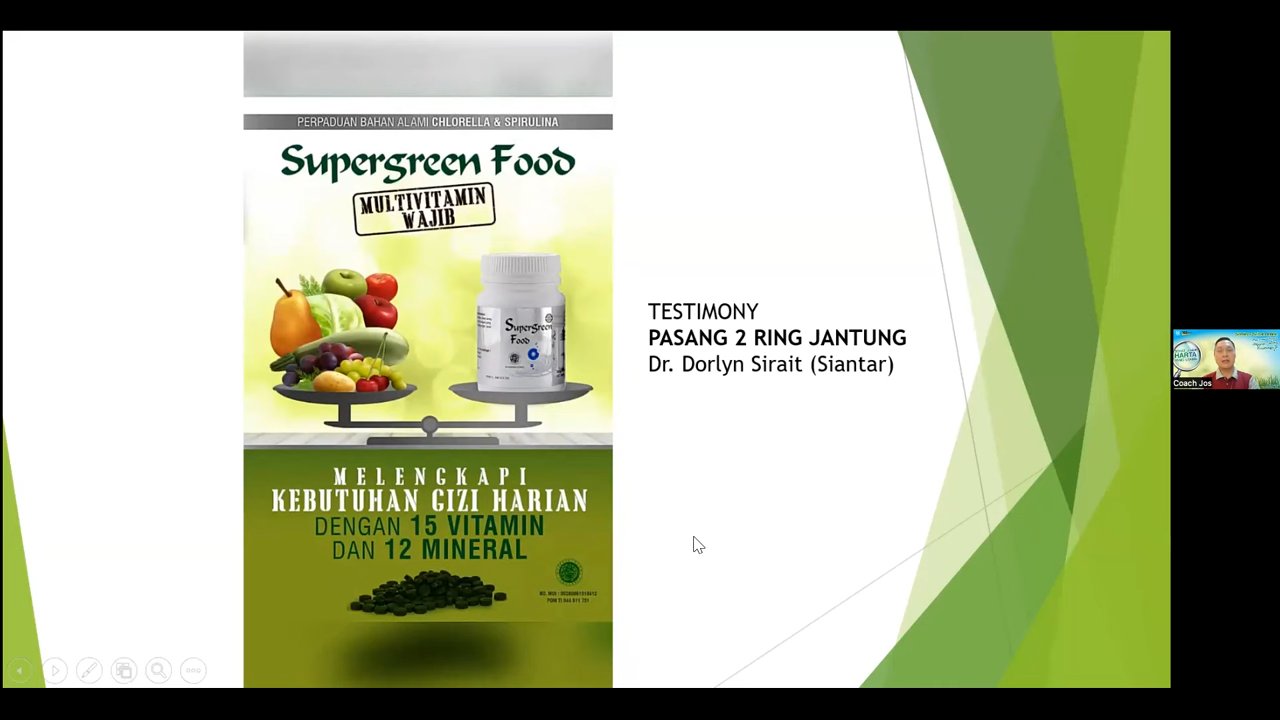 PERPADUAN BAHAN ALAMI CHLORELLA & SPIRULINA
Supergreen Food
MULTIVITAMIN
WAJIB
Supergreen
Food
MELENGKAPI
KEBUTUHAN GIZI HARIAN
DENGAN 15 VITAMIN
DAN 12 MINERAL
TESTIMONY
PASANG 2 RING JANTUNG
Dr. Dorlyn Sirait (Siantar)
HARTA
Coach Jos